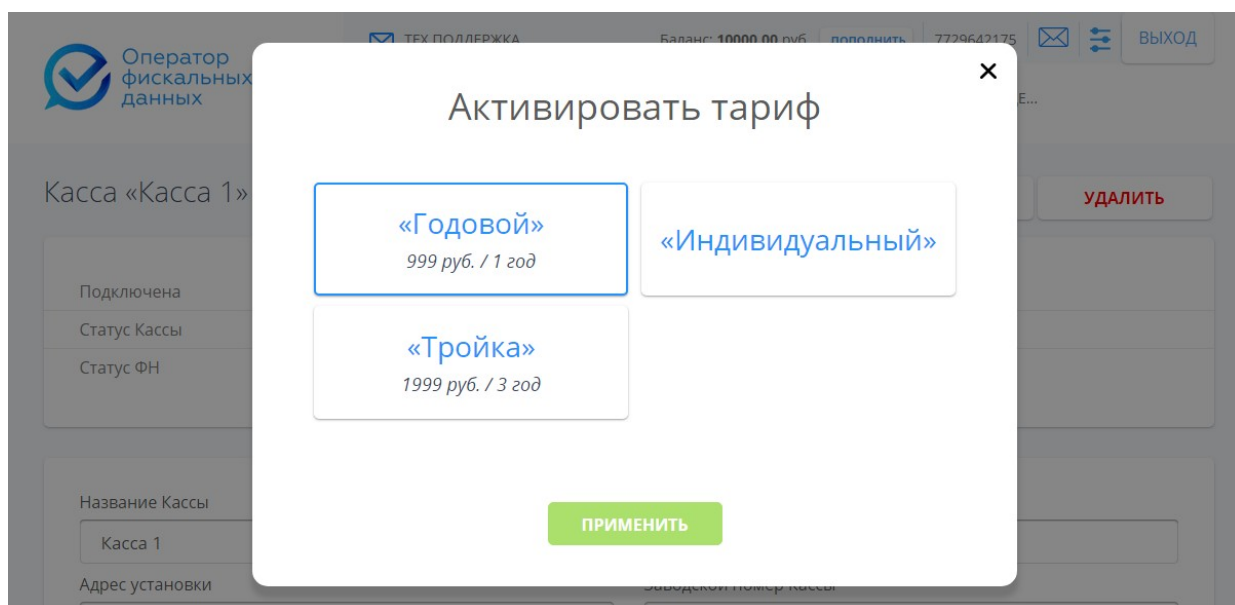 ТЕХ ПОДДЕРЖКА
Баланс: 10000.00 руб пополнить 7729642175 ВЫХОД
Оператор
фискальных
данных
Активировать тариф
Касса «Касса 1»
УДАЛИТЬ
«Годовой»
999 руб. / 1 год
«Индивидуальный»
Подключена
Статус Кассы
Статус ФН
«Тройка»
1999 руб. / 3 год
Название Кассы
ПРИМЕНИТЬ
Касса 1
Адрес установки
Заводской номер Кассы